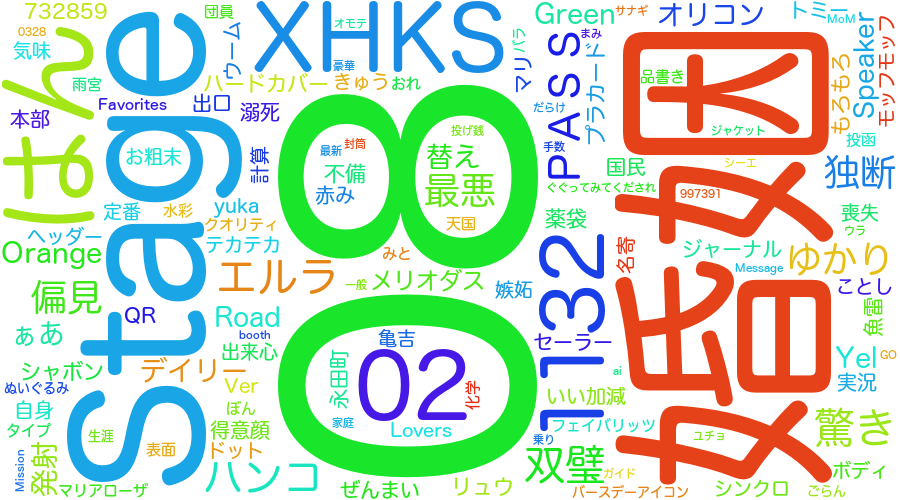 732859
0328
気味
団員
オモテ
XHKS
Green
サナギ
オリコン
トミー
MoM
はん
Stage
雨宮
ウーム
豪華
マリ
バラ
PASS
まみ
プラカード
姻
因
品書き
もろもろ
Speaker
モッフモッフ
本部
Favorites
出口
ハードカバー
きゅう
おれ
溺死
80
最新
封筒
投げ銭
替え
だらけ
手数
ジャケット
投函
お粗末
計算
不備
赤み
最悪
国民
シーエ
独断
ぐぐってみてくだされ
997391
定番
水彩
yuka
天国
薬袋
喪失
ウラ
ヘッダー
クオリティ
テカテカ
Orange
みと
1132
名寄
婚
ジャーナル
Message
ゆかり
偏見
エルラ
一般
メリオダス
嫉妬
ことし
QR
Road
booth
魚雷
ぁあ
出来心
亀吉
セーラー
永田町
02
化学
シャボン
デイリー
ai
Yel
GO
ぬいぐるみ
Ver
実況
自身
ぼん
家庭
Lovers
いい加減
タイプ
生涯
得意顔
フェイバリッツ
乗り
ユチョ
驚き
発射
表面
ドット
双璧
Mission
ハンコ
ガイド
ボディ
マリアローザ
ぜんまい
リュウ
バースデーアイコン
シンクロ
ごらん